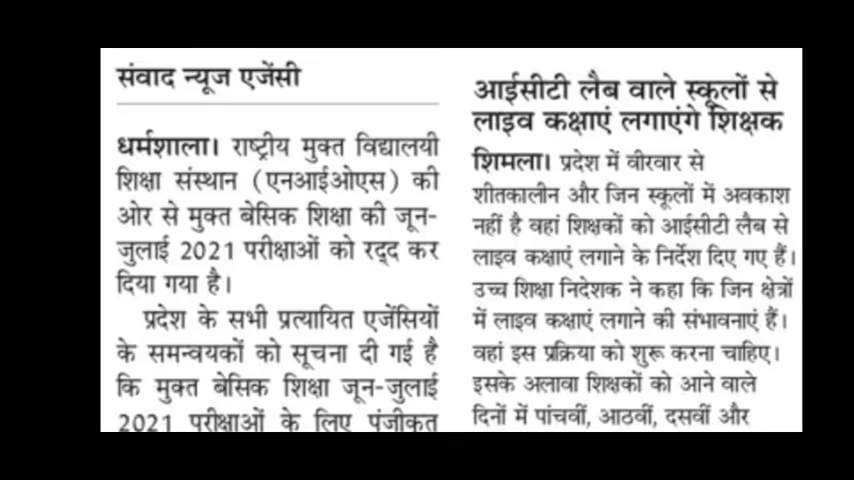 संवाद न्यूज एजेंसी
धर्मशाला। राष्ट्रीय मुक्त विद्यालयी
शिक्षा संस्थान (एनआईओएस) की
ओर से मुक्त बेसिक शिक्षा की जून-
जुलाई 2021 परीक्षाओं को रद्द कर
दिया गया है।
प्रदेश के सभी प्रत्यायित एजेंसियों
के समन्वयकों को सूचना दी गई है
कि मुक्त बेसिक शिक्षा जून-जुलाई
2021 परीक्षाओं के लिए पंजीकृत
आईसीटी लैब वाले स्कूलों से
लाइव कक्षाएं लगाएंगे शिक्षक
शिमला। प्रदेश में वीरवार से
शीतकालीन और जिन स्कूलों में अवकाश
नहीं है वहां शिक्षकों को आईसीटी लैब से
लाइव कक्षाएं लगाने के निर्देश दिए गए हैं।
उच्च शिक्षा निदेशक ने कहा कि जिन क्षेत्रों
में लाइव कक्षाएं लगाने की संभावनाएं हैं।
वहां इस प्रक्रिया को शुरू करना चाहिए।
इसके अलावा शिक्षकों को आने वाले
दिनों में पांचवीं, आठवीं, दसवीं और